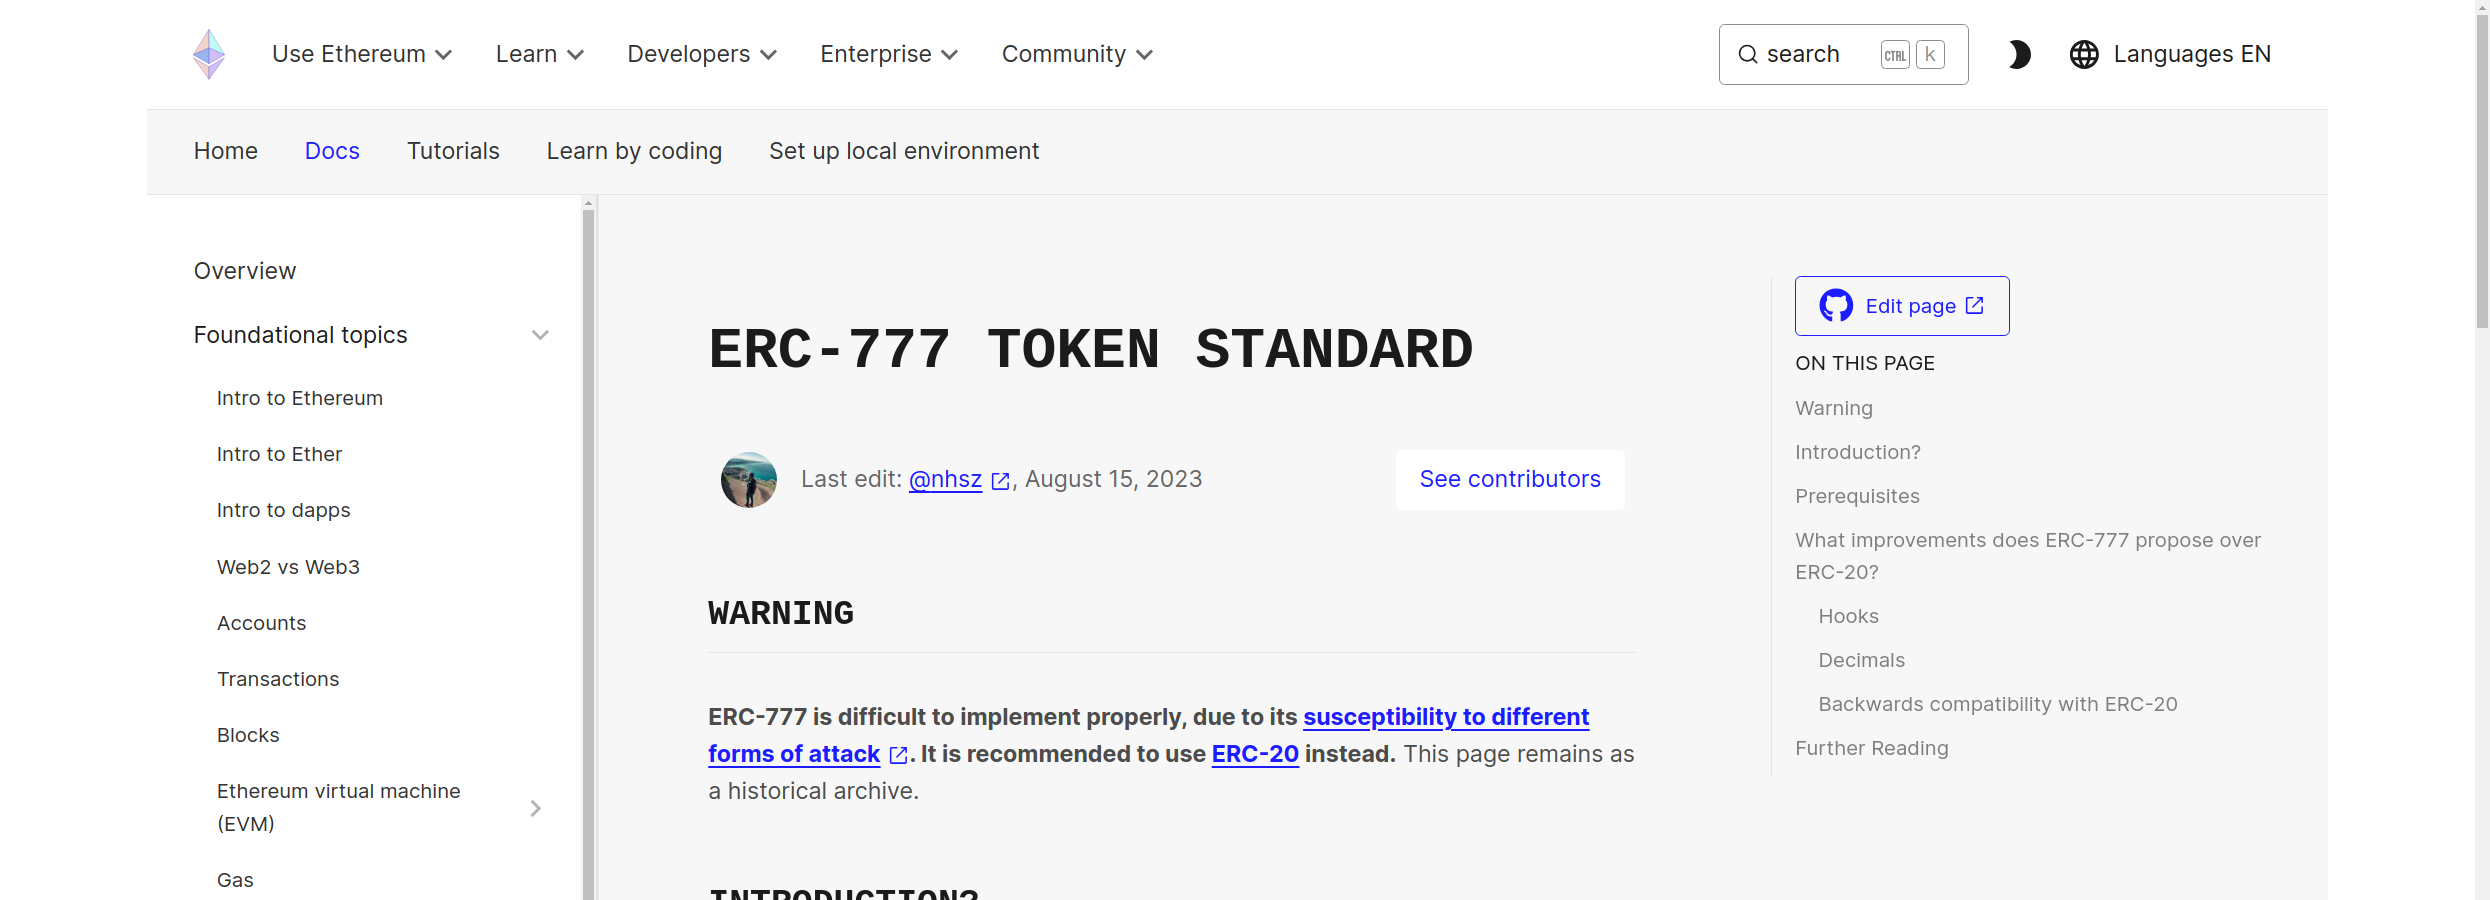 Use Ethereum Learn Developers Enterprise Community search CTRL k Languages EN
Home Docs Tutorials Learn by coding Set up local environment
Overview
Foundational topics
Intro to Ethereum
Intro to Ether
Intro to dapps
Web2 vs Web3
Accounts
Transactions
Blocks
Ethereum virtual machine
(EVM)
Gas
ERC-777 TOKEN STANDARD
Last edit: @nhsz, August 15, 2023 See contributors
WARNING
ERC-777 is difficult to implement properly, due to its susceptibility to different
forms of attack. It is recommended to use ERC-20 instead. This page remains as
a historical archive.
INTRODUCTION?
Edit page
ON THIS PAGE
Warning
Introduction?
Prerequisites
What improvements does ERC-777 propose over
ERC-20?
Hooks
Decimals
Backwards compatibility with ERC-20
Further Reading